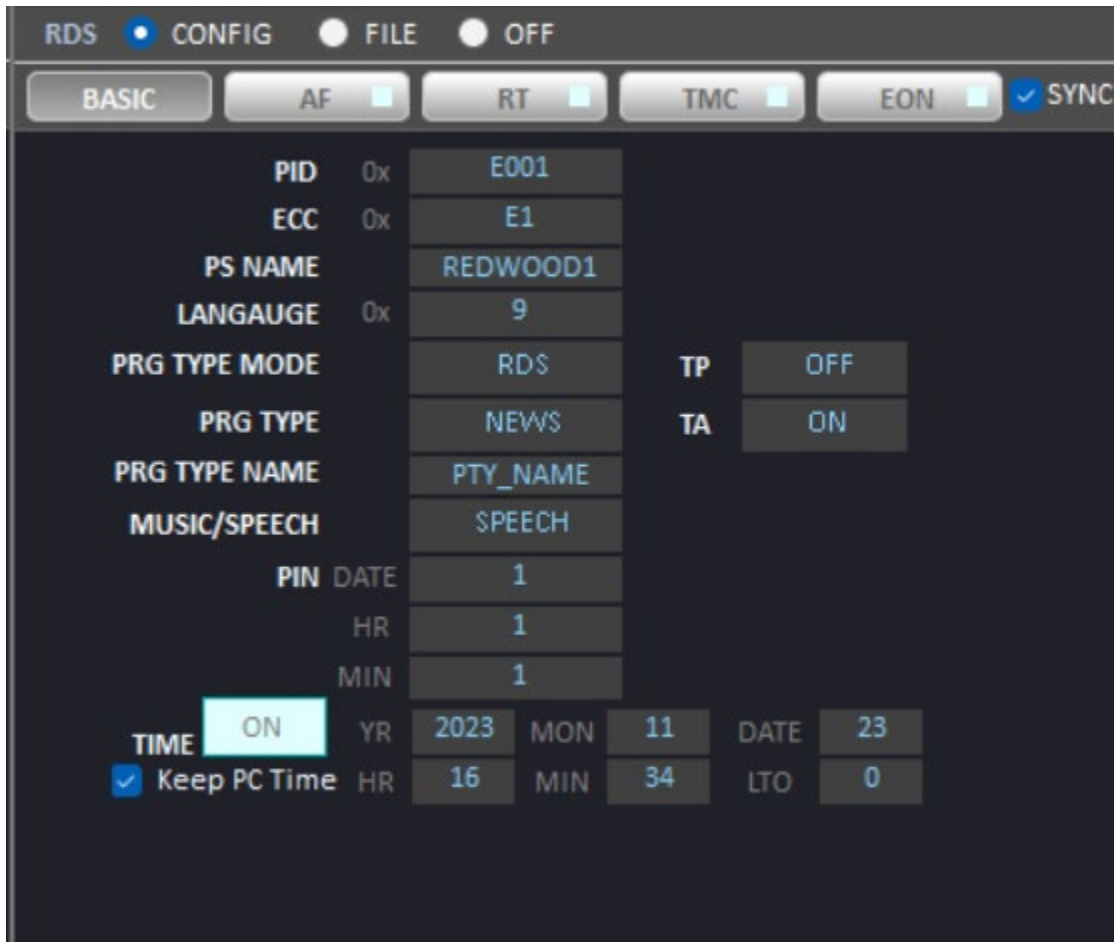 RDS CONFIG FILE OFF
BASIC AF RT TMC EON SYNC
PID 0x E001
ECC 0x E1
PS NAME REDWOOD1
LANGAUGE 0x 9
PRG TYPE MODE RDS TP OFF
PRG TYPE NEWS TA ON
PRG TYPE NAME PTY_NAME
MUSIC/SPEECH SPEECH
PIN DATE 1
HR 1
MIN 1
TIME ON YR 2023 MON 11 DATE 23
Keep PC Time HR 16 MIN 34 LTO 0